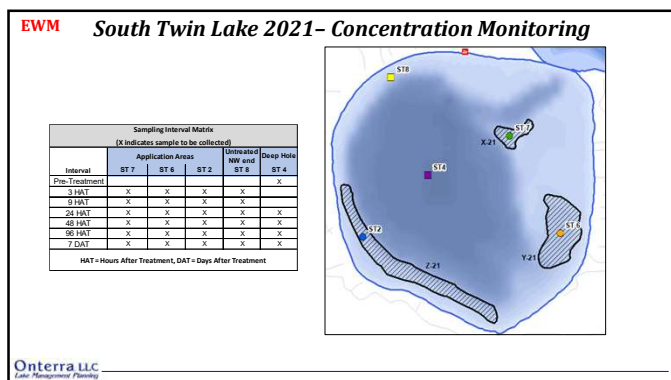 EWM South Twin Lake 2021– Concentration Monitoring
Sampling Interval Matrix
(X indicates sample to be collected)
Interval Application Areas Untreated NW end Deep Hole
ST 7 ST 6 ST 2 ST 8 ST 4
Pre-Treatment X
3 HAT X X X X
9 HAT X X X X
24 HAT X X X X X
48 HAT X X X X X
96 HAT X X X X X
7 DAT X X X X X
HAT = Hours After Treatment, DAT = Days After Treatment
ST8
ST 7
X-21
ST4
ST2
ST 6
Y-21
Z-21
Onterra LLC
Lake Management Planning